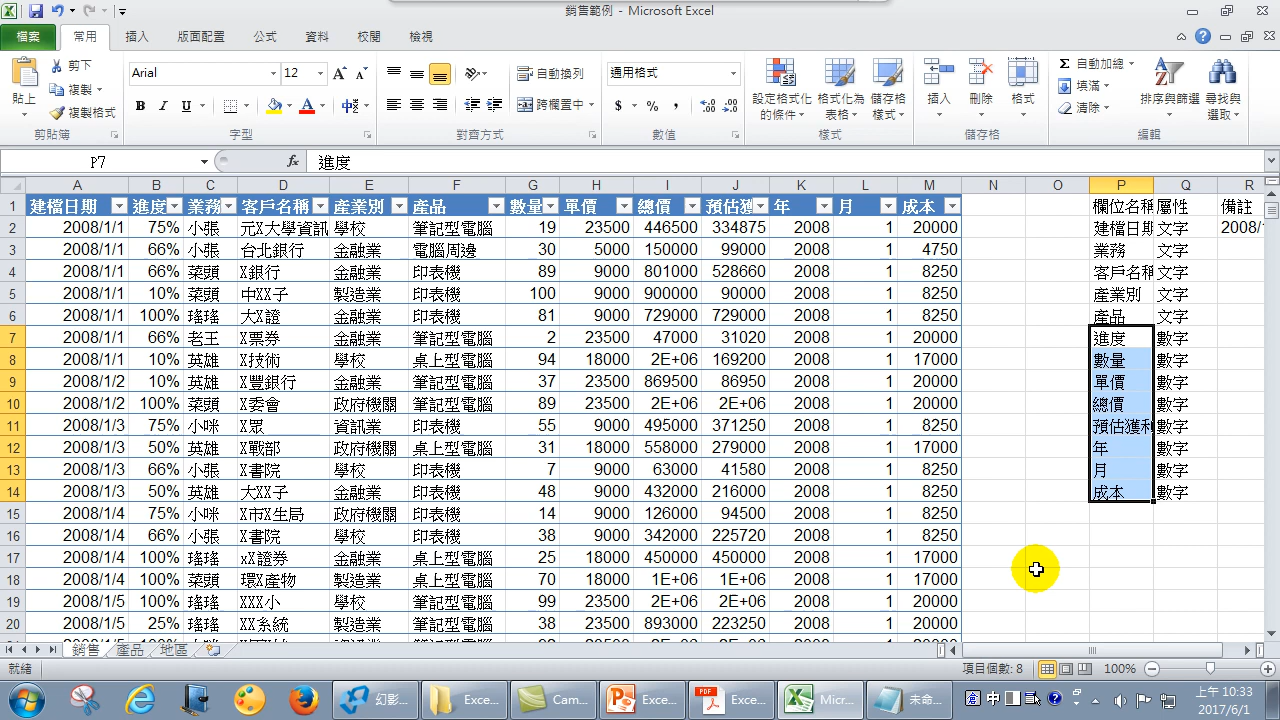 銷售範例 - Microsoft Excel
檔案 常用 插入 版面配置 公式 資料 校閱 檢視
剪下 Arial 12 自動換列 通用格式 Σ 自動加總
貼上 複製 B I U 跨欄置中 $ % , 設定格式化的條件 格式化為表格 儲存格樣式 插入 刪除 格式 填滿 排序與篩選 尋找與選取
複製格式 清除
剪貼簿 字型 對齊方式 數值 樣式 儲存格 編輯
P7 fx 進度
A B C D E F G H I J K L M N O P Q R
1 建檔日期 進度 業務 客戶名稱 產業別 產品 數量 單價 總價 預估獲 年 月 成本 欄位名稱 屬性 備註
2 2008/1/1 75% 小張 元X大學資訊 學校 筆記型電腦 19 23500 446500 334875 2008 1 20000 建檔日期 文字 2008/
3 2008/1/1 66% 小張 台北銀行 金融業 電腦周邊 30 5000 150000 99000 2008 1 4750 業務 文字
4 2008/1/1 66% 菜頭 X銀行 金融業 印表機 89 9000 801000 528660 2008 1 8250 客戶名稱 文字
5 2008/1/1 10% 菜頭 中XX子 製造業 印表機 100 9000 900000 90000 2008 1 8250 產業別 文字
6 2008/1/1 100% 瑤瑤 大X證 金融業 印表機 81 9000 729000 729000 2008 1 8250 產品 文字
7 2008/1/1 66% 老王 X票券 金融業 筆記型電腦 2 23500 47000 31020 2008 1 20000 進度 數字
8 2008/1/1 10% 英雄 X技術 學校 桌上型電腦 94 18000 2E+06 169200 2008 1 17000 數量 數字
9 2008/1/2 10% 英雄 X豐銀行 金融業 筆記型電腦 37 23500 869500 86950 2008 1 20000 單價 數字
10 2008/1/2 100% 菜頭 X委會 政府機關 筆記型電腦 89 23500 2E+06 2E+06 2008 1 20000 總價 數字
11 2008/1/3 75% 小咪 X眾 資訊業 印表機 55 9000 495000 371250 2008 1 8250 預估獲利 數字
12 2008/1/3 50% 英雄 X戰部 政府機關 桌上型電腦 31 18000 558000 279000 2008 1 17000 年 數字
13 2008/1/3 66% 小張 X書院 學校 印表機 7 9000 63000 41580 2008 1 8250 月 數字
14 2008/1/3 50% 英雄 大XX子 金融業 印表機 48 9000 432000 216000 2008 1 8250 成本 數字
15 2008/1/4 75% 小咪 X市X生局 政府機關 印表機 14 9000 126000 94500 2008 1 8250
16 2008/1/4 66% 小張 X書院 學校 印表機 38 9000 342000 225720 2008 1 8250
17 2008/1/4 100% 瑤瑤 xX證券 金融業 桌上型電腦 25 18000 450000 450000 2008 1 17000
18 2008/1/4 100% 菜頭 環X產物 製造業 桌上型電腦 70 18000 1E+06 1E+06 2008 1 17000
19 2008/1/5 100% 瑤瑤 XXX小 學校 筆記型電腦 99 23500 2E+06 2E+06 2008 1 20000
20 2008/1/5 25% 瑤瑤 XX系統 製造業 筆記型電腦 38 23500 893000 223250 2008 1 20000
銷售 產品 地區
就緒 項目個數: 8 100%
幻影... Exce... Cam... Exce... PDF Exce... Micr... 未命... 中 上午 10:33
2017/6/1